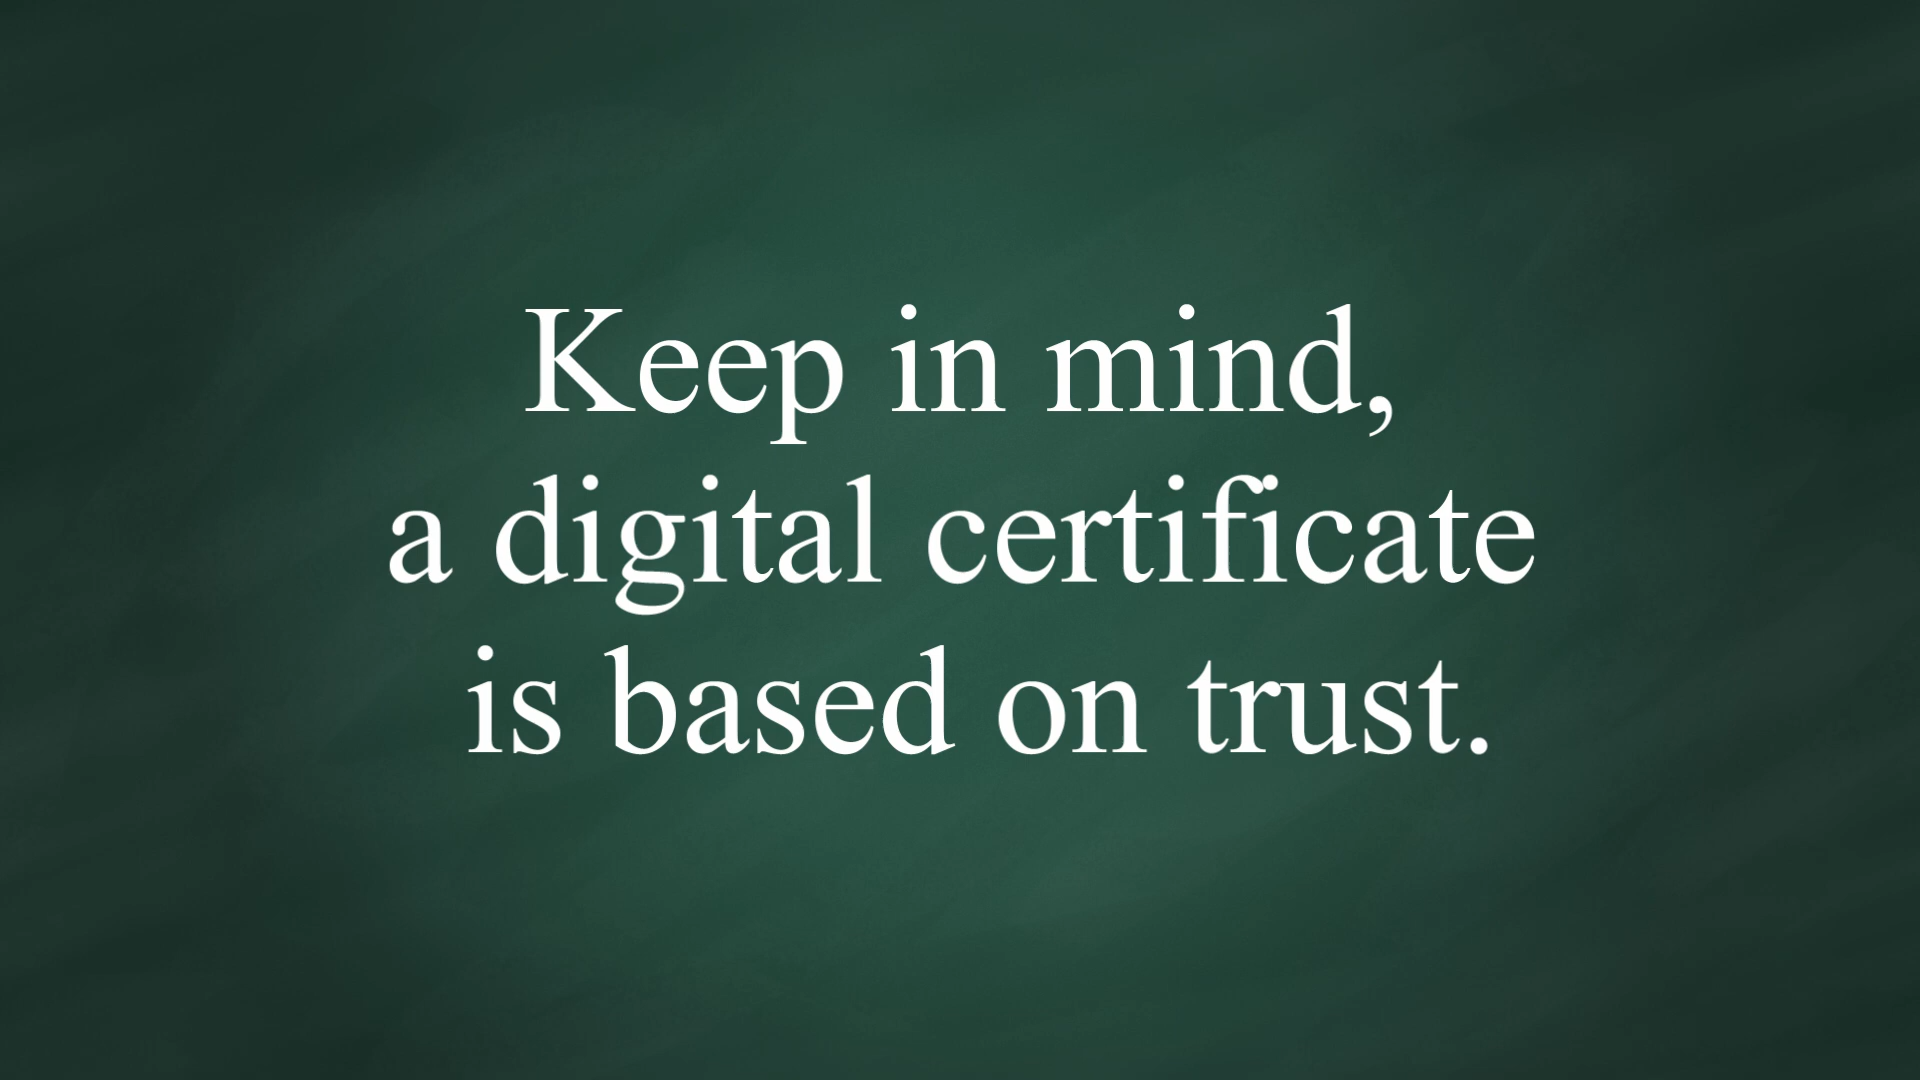 Keep in mind,
a digital certificate
is based on trust.